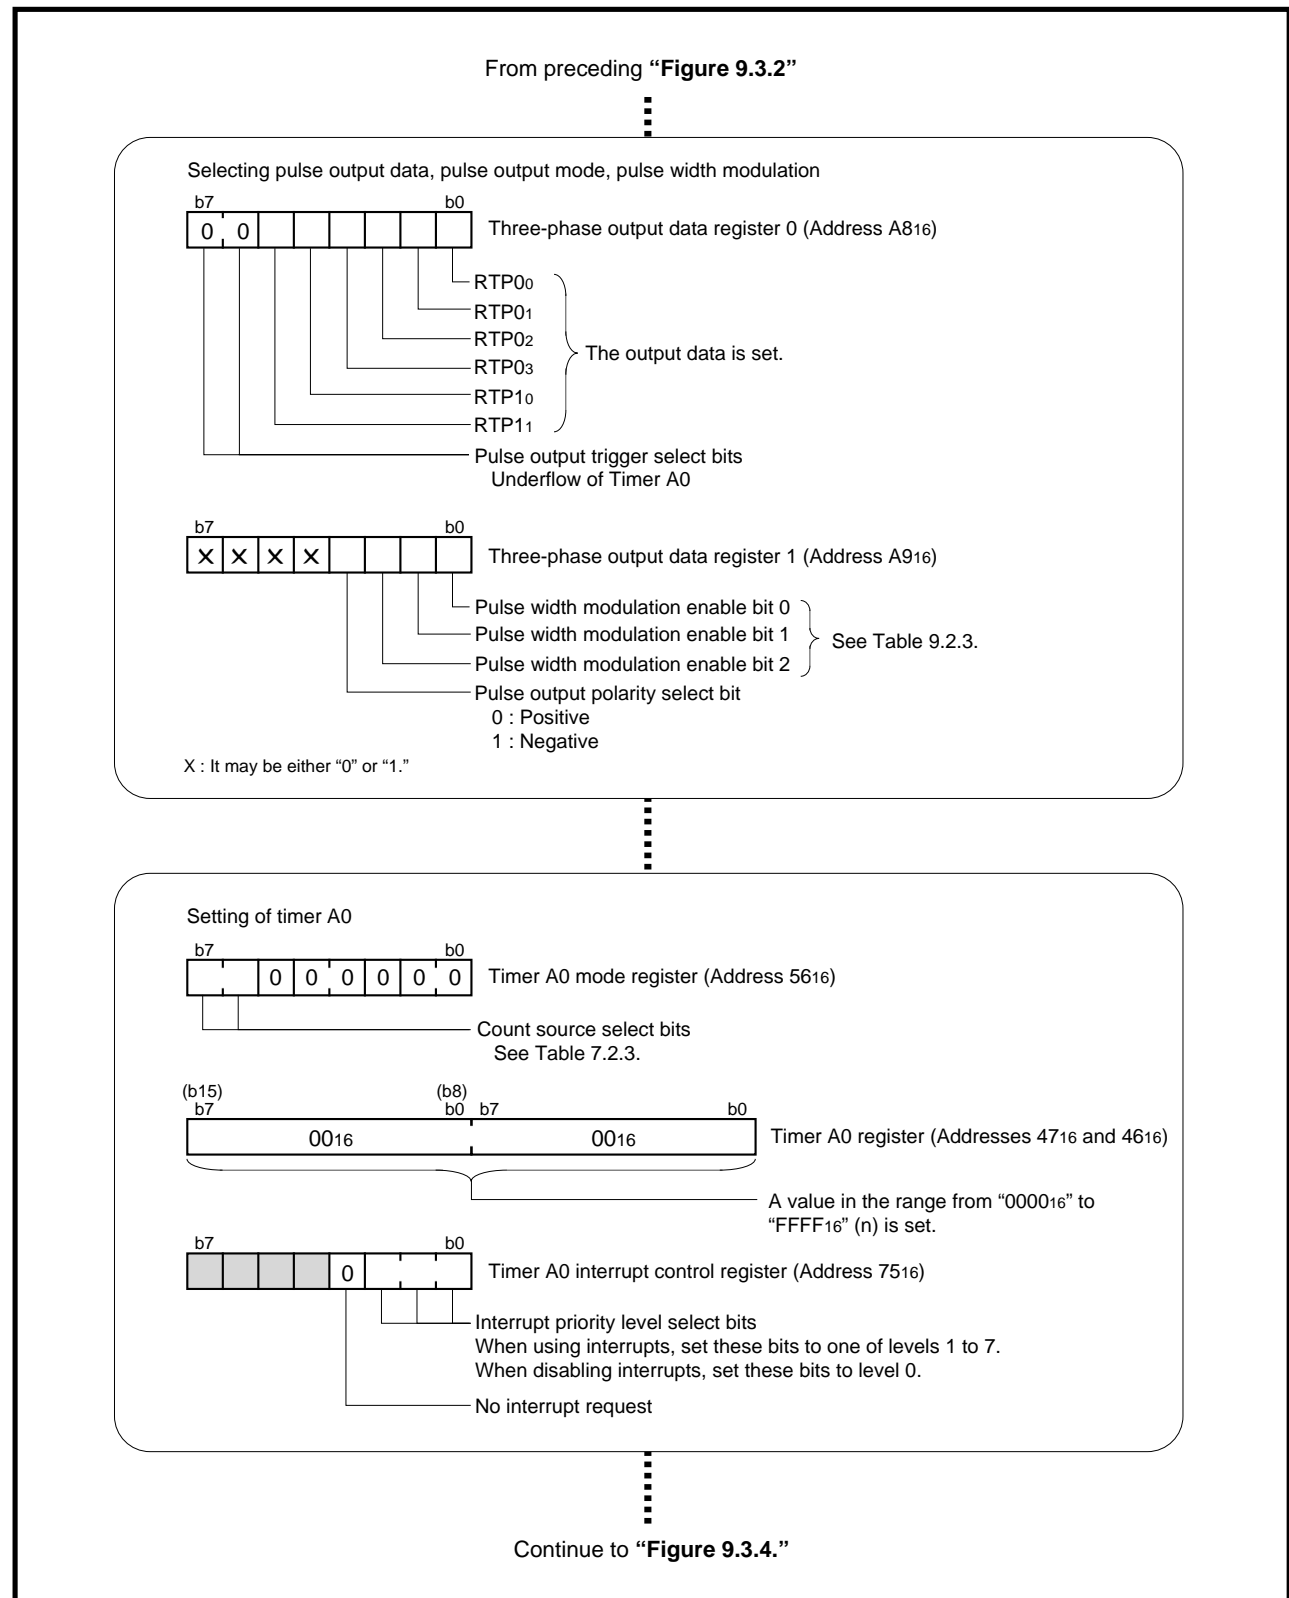 From preceding “Figure 9.3.2”
Selecting pulse output data, pulse output mode, pulse width modulation
b7 b0
0 0 Three-phase output data register 0 (Address A816)
RTP00
RTP01
RTP02
The output data is set.
RTP03
RTP10
RTP11
Pulse output trigger select bits
Underflow of Timer A0
b7 b0
X X X X Three-phase output data register 1 (Address A916)
Pulse width modulation enable bit 0
Pulse width modulation enable bit 1
See Table 9.2.3.
Pulse width modulation enable bit 2
Pulse output polarity select bit
0 : Positive
1 : Negative
X : It may be either “0” or “1.”
Setting of timer A0
b7 b0
0 0 0 0 0 0 Timer A0 mode register (Address 5616)
Count source select bits
See Table 7.2.3.
(b15) (b8)
b7 b0 b7 b0
0016 0016 Timer A0 register (Addresses 4716 and 4616)
A value in the range from “000016” to
“FFFF16” (n) is set.
b7 b0
0 Timer A0 interrupt control register (Address 7516)
Interrupt priority level select bits
When using interrupts, set these bits to one of levels 1 to 7.
When disabling interrupts, set these bits to level 0.
No interrupt request
Continue to “Figure 9.3.4.”